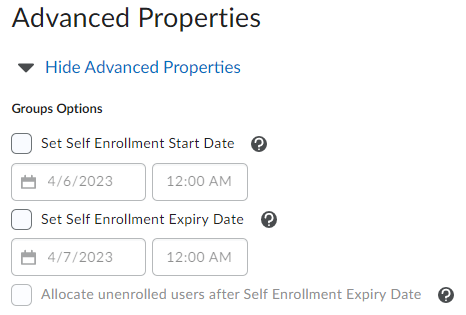 Advanced Properties
Hide Advanced Properties
Groups Options
Set Self Enrollment Start Date ?
4/6/2023 12:00 AM
Set Self Enrollment Expiry Date ?
4/7/2023 12:00 AM
Allocate unenrolled users after Self Enrollment Expiry Date ?